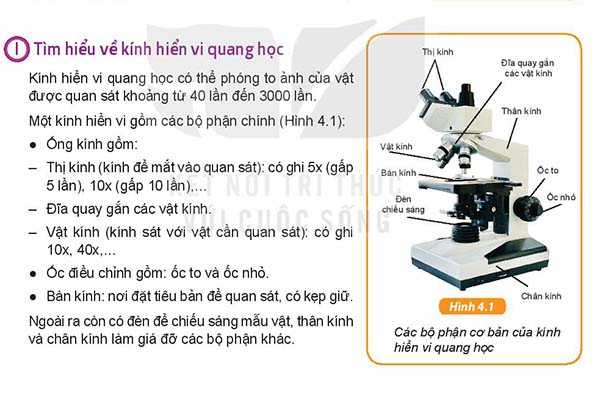 1 Tìm hiểu về kính hiển vi quang học
Kính hiển vi quang học có thể phóng to ảnh của vật
được quan sát khoảng từ 40 lần đến 3000 lần.
Một kính hiển vi gồm các bộ phận chính (Hình 4.1):
● Ống kính gồm:
– Thị kính (kính để mắt vào quan sát): có ghi 5x (gấp
5 lần), 10x (gấp 10 lần),...
– Đĩa quay gắn các vật kính.
– Vật kính (kính sát với vật cần quan sát): có ghi
10x, 40x,...
● Ốc điều chỉnh gồm: ốc to và ốc nhỏ.
● Bàn kính: nơi đặt tiêu bản để quan sát, có kẹp giữ.
Ngoài ra còn có đèn để chiếu sáng mẫu vật, thân kính
và chân kính làm giá đỡ các bộ phận khác.
KẾT NỐI TRI THỨC
VỚI CUỘC SỐNG
Thị kính
Đĩa quay gắn
các vật kính
Thân kính
Vật kính
Bàn kính
Đèn
chiếu sáng
Ốc to
Ốc nhỏ
Chân kính
Hình 4.1
Các bộ phận cơ bản của kính
hiển vi quang học